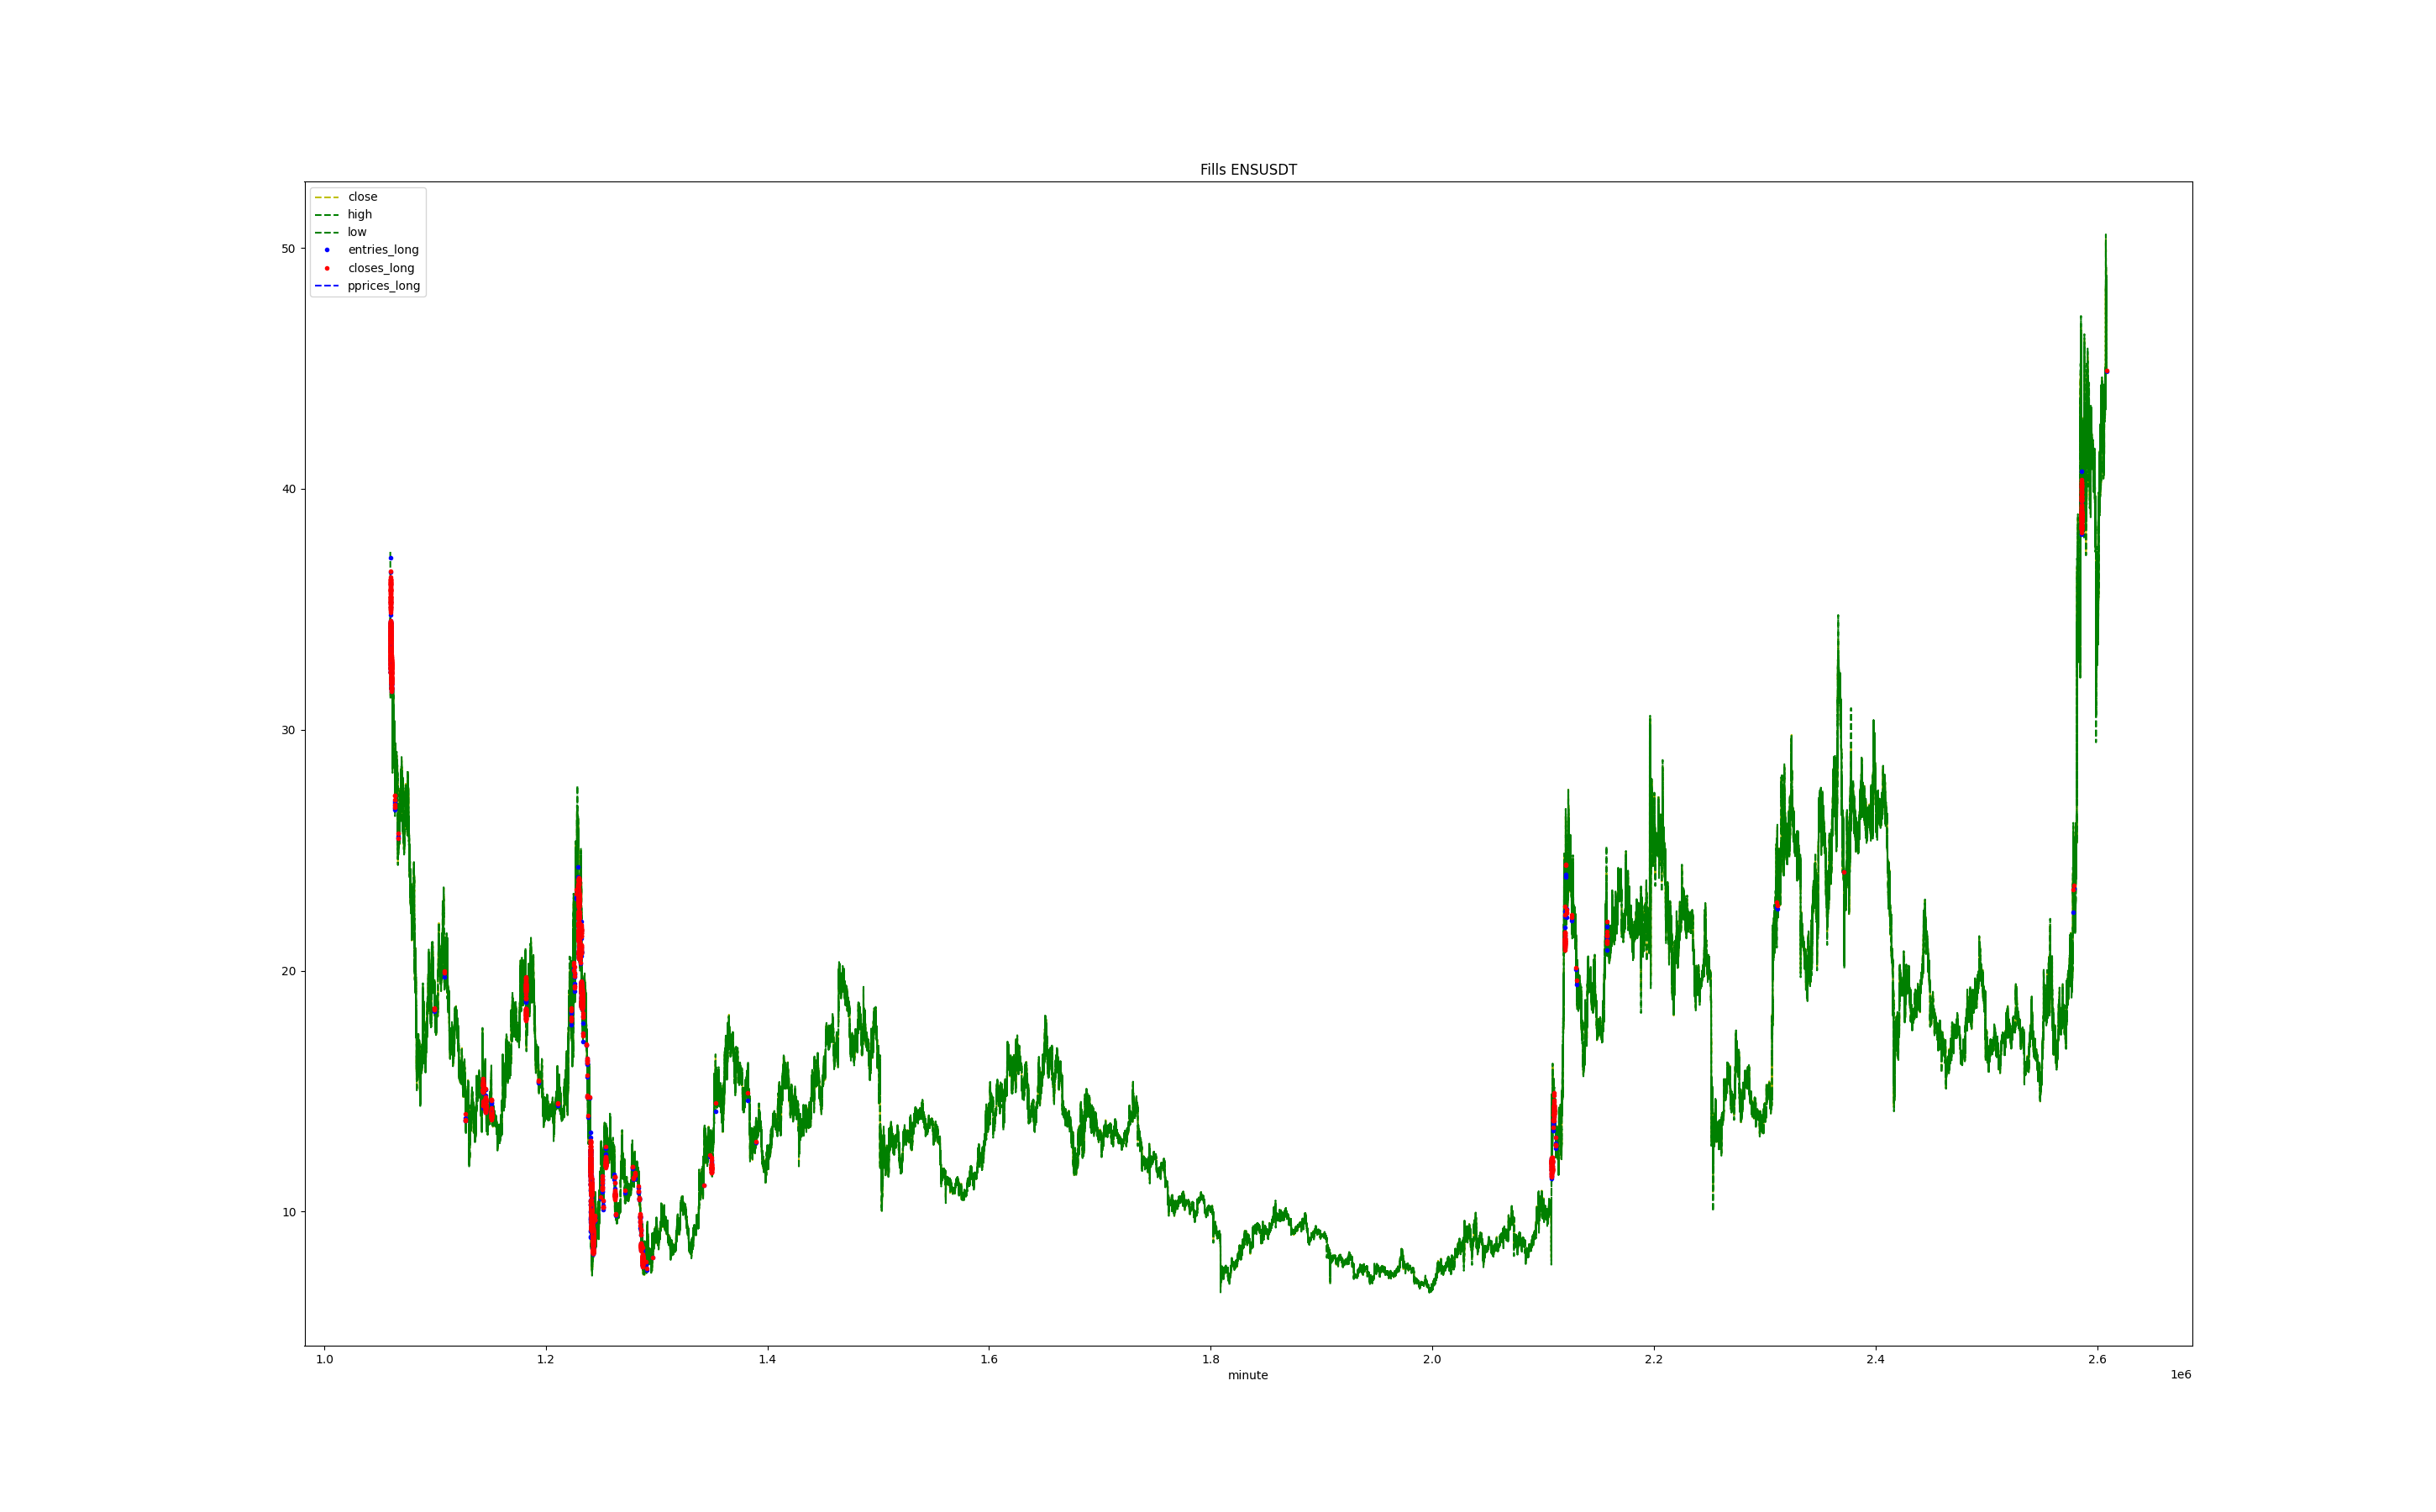 Fills ENSUSDT
close
high
low
entries_long
closes_long
pprices_long
50
40
30
20
10
1.0 1.2 1.4 1.6 1.8 2.0 2.2 2.4 2.6
minute
1e6